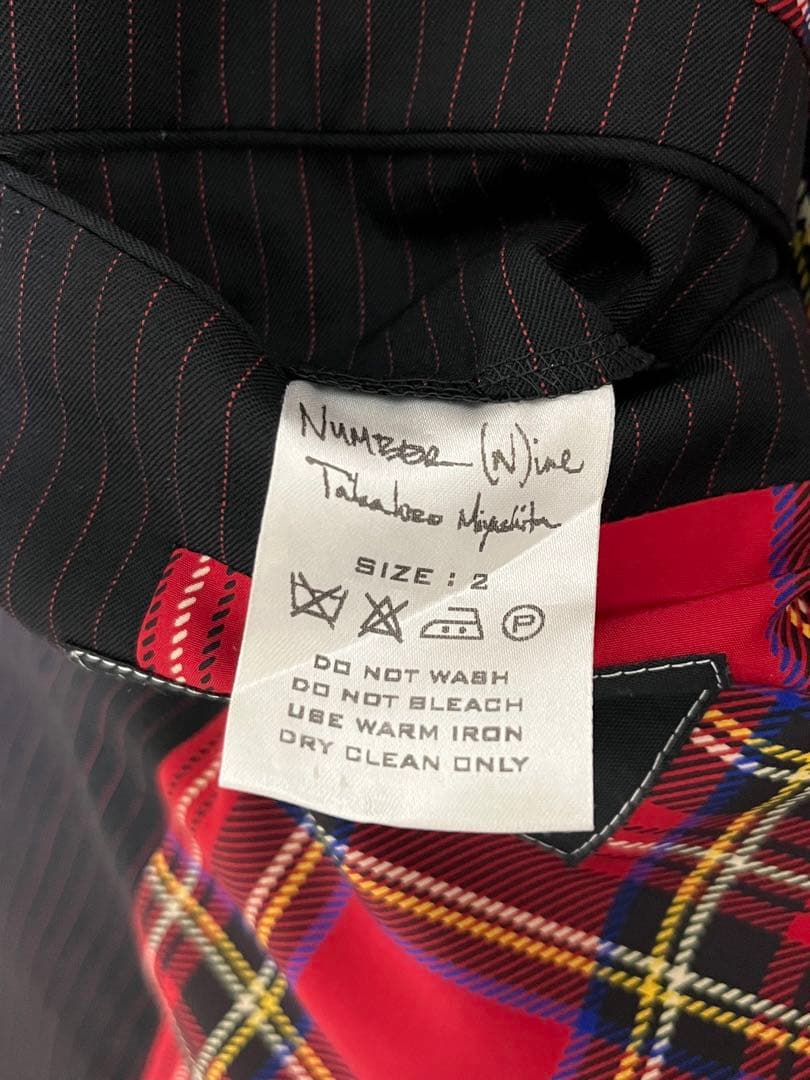 NUMBER (N)ine
Takahiro Miyashita
SIZE : 2
P
DO NOT WASH
DO NOT BLEACH
USE WARM IRON
DRY CLEAN ONLY